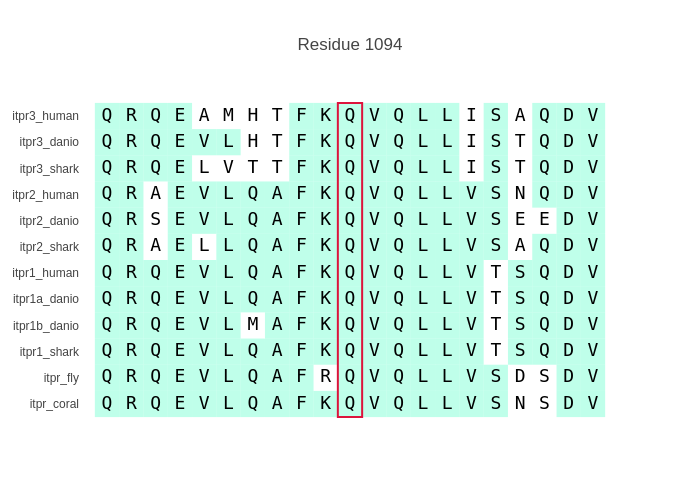 Residue 1094
itpr3_human Q R Q E A M H T F K Q V Q L L I S A Q D V
itpr3_danio Q R Q E V L H T F K Q V Q L L I S T Q D V
itpr3_shark Q R Q E L V T T F K Q V Q L L I S T Q D V
itpr2_human Q R A E V L Q A F K Q V Q L L V S N Q D V
itpr2_danio Q R S E V L Q A F K Q V Q L L V S E E D V
itpr2_shark Q R A E L L Q A F K Q V Q L L V S A Q D V
itpr1_human Q R Q E V L Q A F K Q V Q L L V T S Q D V
itpr1a_danio Q R Q E V L Q A F K Q V Q L L V T S Q D V
itpr1b_danio Q R Q E V L M A F K Q V Q L L V T S Q D V
itpr1_shark Q R Q E V L Q A F K Q V Q L L V T S Q D V
itpr_fly Q R Q E V L Q A F R Q V Q L L V S D S D V
itpr_coral Q R Q E V L Q A F K Q V Q L L V S N S D V